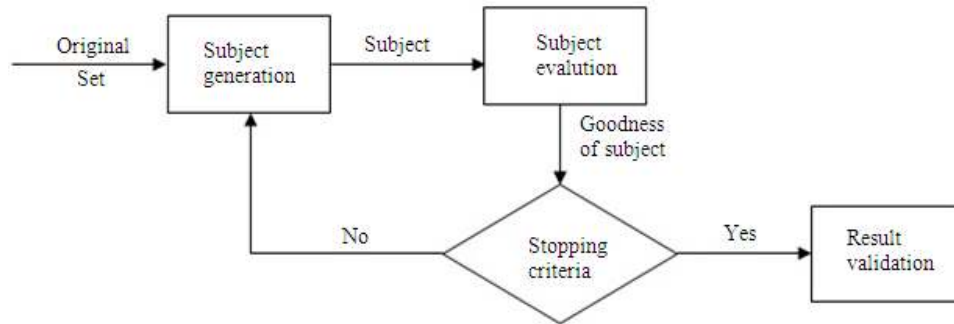 Original
Set
Subject
generation
Subject
Subject
evalution
Goodness
of subject
Stopping
criteria
No
Yes
Result
validation